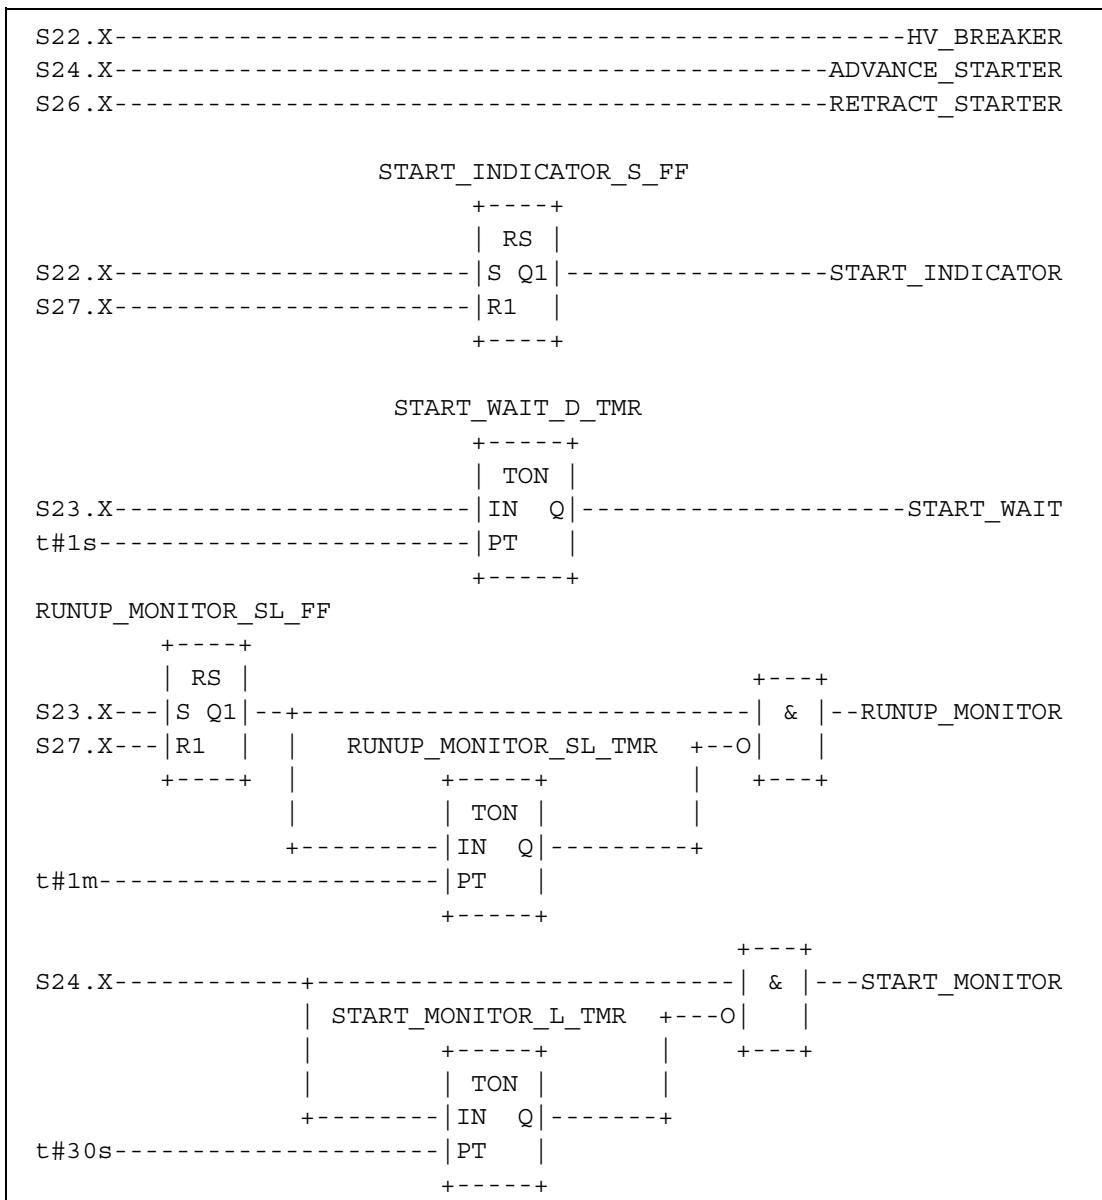 S22.X---------------------------------------------------HV_BREAKER
S24.X----------------------------------------------ADVANCE_STARTER
S26.X----------------------------------------------RETRACT_STARTER
START_INDICATOR_S_FF
+----+
| RS |
S22.X-----------------------|S Q1|-----------------START_INDICATOR
S27.X-----------------------|R1  |
+----+
START_WAIT_D_TMR
+-----+
| TON |
S23.X-----------------------|IN  Q|---------------------START_WAIT
t#1s------------------------|PT   |
+-----+
RUNUP_MONITOR_SL_FF
+----+
| RS |                                +---+
S23.X---|S Q1|--+-----------------------------| & |--RUNUP_MONITOR
S27.X---|R1  |  |   RUNUP_MONITOR_SL_TMR  +--O|   |
+----+  |         +-----+         |   +---+
|         | TON |         |
+---------|IN  Q|---------+
t#1m----------------------|PT   |
+-----+
+---+
S24.X------------+---------------------------| & |---START_MONITOR
| START_MONITOR_L_TMR  +---O|   |
|        +-----+       |    +---+
|        | TON |       |
+--------|IN  Q|-------+
t#30s---------------------|PT   |
+-----+